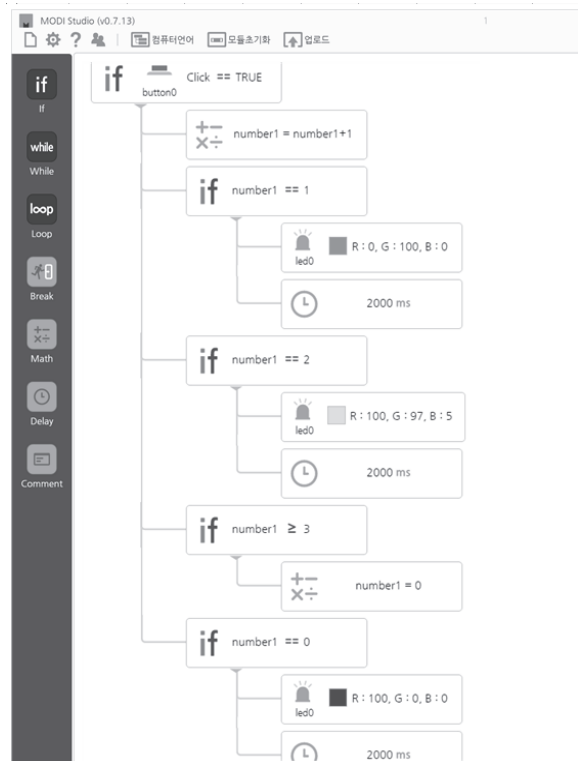 MODI Studio (v0.7.13)
1
컴퓨터언어 모듈초기화 업로드
if
If
while
While
loop
Loop
Break
Math
Delay
Comment
if button0 Click == TRUE
number1 = number1+1
if number1 == 1
led0 R : 0, G : 100, B : 0
2000 ms
if number1 == 2
led0 R : 100, G : 97, B : 5
2000 ms
if number1 ≥ 3
number1 = 0
if number1 == 0
led0 R : 100, G : 0, B : 0
2000 ms